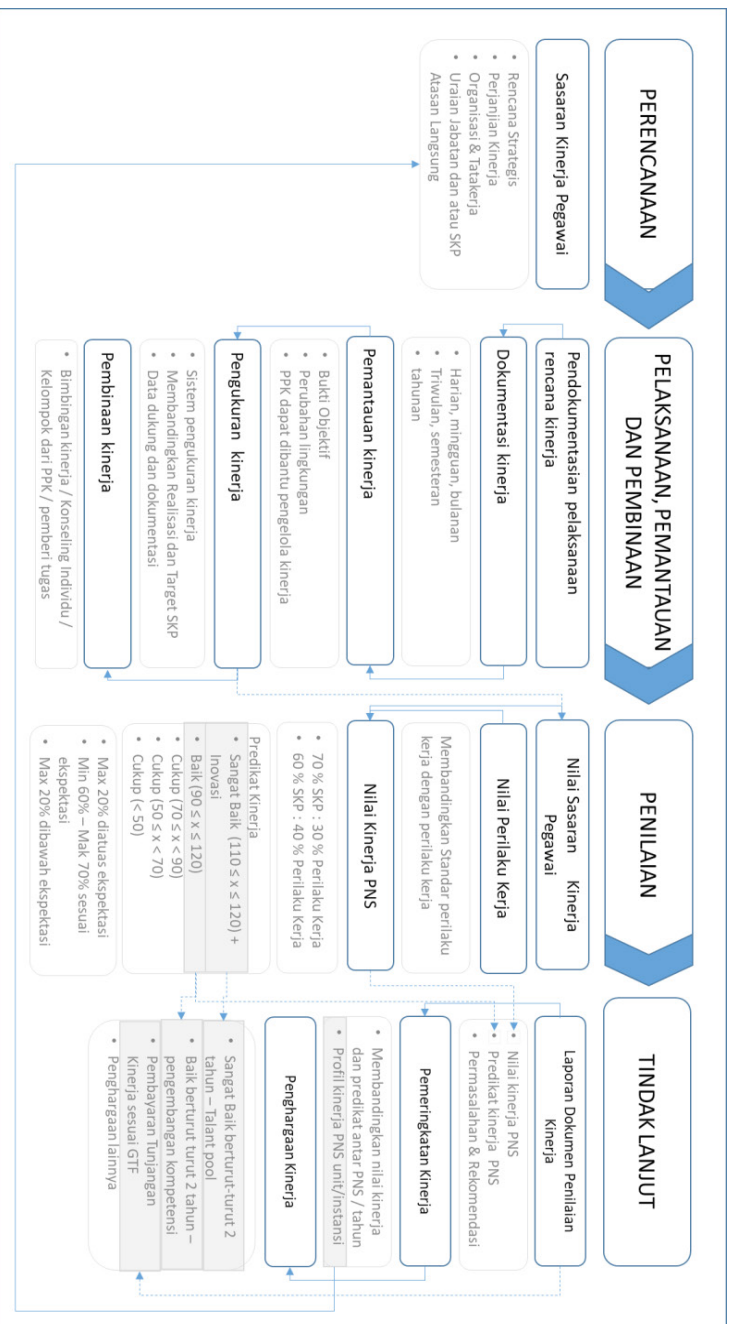 PERENCANAAN
Sasaran Kinerja Pegawai
• Rencana Strategis
• Perjanjian Kinerja
• Organisasi & Tatakerja
• Uraian Jabatan dan atau SKP
Atasan Langsung
PELAKSANAAN, PEMANTAUAN
DAN PEMBINAAN
Pendokumentasian pelaksanaan
rencana kinerja
Dokumentasi kinerja
• Harian, mingguan, bulanan
• Triwulan, semesteran
• tahunan
Pemantauan kinerja
• Bukti Objektif
• Perubahan lingkungan
• PPK dapat dibantu pengelola kinerja
Pengukuran kinerja
• Sistem pengukuran kinerja
• Membandingkan Realisasi dan Target SKP
• Data dukung dan dokumentasi
Pembinaan kinerja
• Bimbingan kinerja / Konseling Individu /
Kelompok dari PPK / pemberi tugas
PENILAIAN
Nilai Sasaran Kinerja
Pegawai
Nilai Perilaku Kerja
Membandingkan Standar perilaku
kerja dengan perilaku kerja
Nilai Kinerja PNS
• 70 % SKP : 30 % Perilaku Kerja
• 60 % SKP : 40 % Perilaku Kerja
Predikat Kinerja
• Sangat Baik (110 ≤ x ≤ 120) +
Inovasi
• Baik (90 ≤ x ≤ 120)
• Cukup (70 ≤ x < 90)
• Cukup (50 ≤ x < 70)
• Cukup (< 50)
• Max 20% diatuas ekspektasi
• Min 60% – Mak 70% sesuai
ekspektasi
• Max 20% dibawah ekspektasi
TINDAK LANJUT
Laporan Dokumen Penilaian
Kinerja
• Nilai kinerja PNS
• Predikat kinerja PNS
• Permasalahan & Rekomendasi
Pemeringkatan Kinerja
• Membandingkan nilai kinerja
dan predikat antar PNS / tahun
• Profil kinerja PNS unit/instansi
Penghargaan Kinerja
• Sangat Baik berturut-turut 2
tahun – Talant pool
• Baik berturut turut 2 tahun –
pengembangan kompetensi
• Pembayaran Tunjangan
Kinerja sesuai GTF
• Penghargaan lainnya